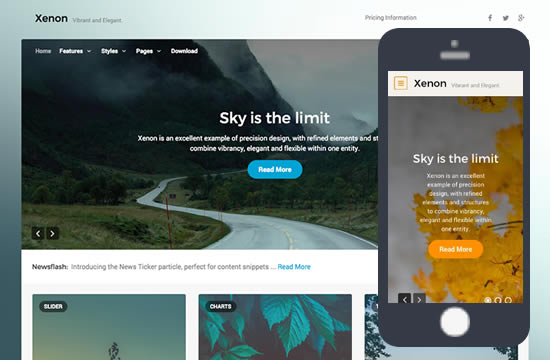 Xenon Vibrant and Elegant.
Pricing Information
Home Features Styles Pages Download
Sky is the limit
Xenon is an excellent example of precision design, with refined elements and st
combine vibrancy, elegant and flexible within one entity.
Read More
Newsflash: Introducing the News Ticker particle, perfect for content snippets ... Read More
SLIDER
CHARTS
Xenon Vibrant and Elegant.
Sky is the limit
Xenon is an excellent
example of precision
design, with refined
elements and structures
to combine vibrancy,
elegant and flexible within
one entity.
Read More